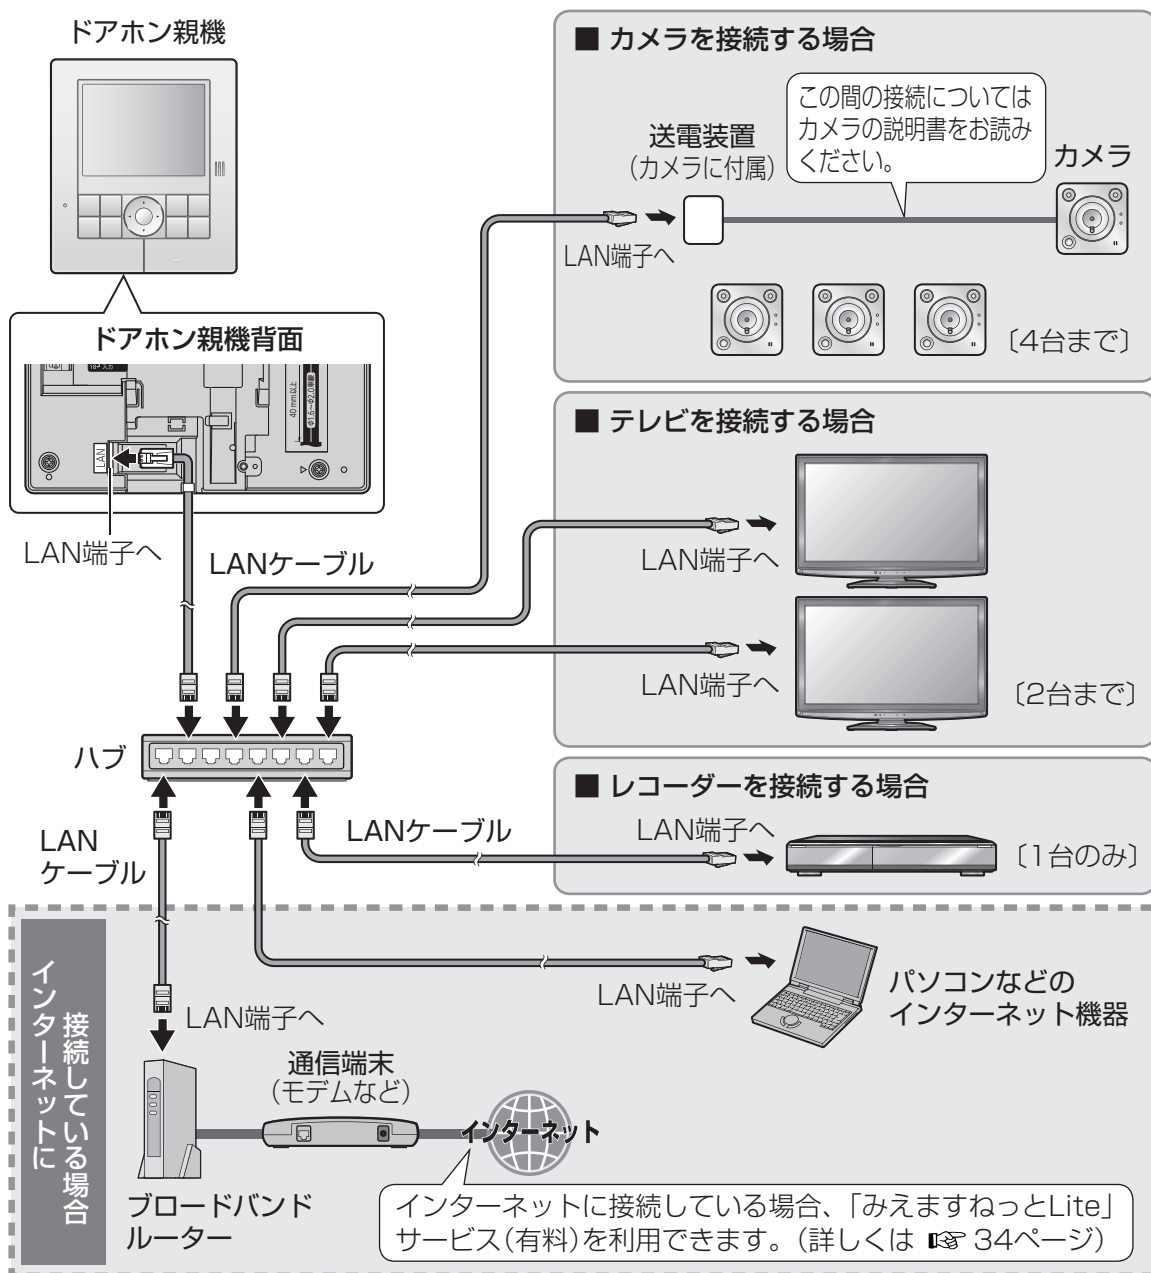 ドアホン親機
ドアホン親機背面
18-入力
40 mm以上
φ1.6〜φ2.0単線
LAN
LAN端子へ
LANケーブル
■ カメラを接続する場合
この間の接続については
カメラの説明書をお読み
ください。
送電装置
(カメラに付属)
カメラ
LAN端子へ
〔4台まで〕
■ テレビを接続する場合
LAN端子へ
LAN端子へ
〔2台まで〕
ハブ
■ レコーダーを接続する場合
LANケーブル
LAN端子へ
〔1台のみ〕
LAN
ケーブル
インターネットに
接続している場合
LAN端子へ
LAN端子へ
パソコンなどの
インターネット機器
通信端末
(モデムなど)
インターネット
ブロードバンド
ルーター
インターネットに接続している場合、「みえますねっとLite」
サービス(有料)を利用できます。(詳しくは ☞ 34ページ)